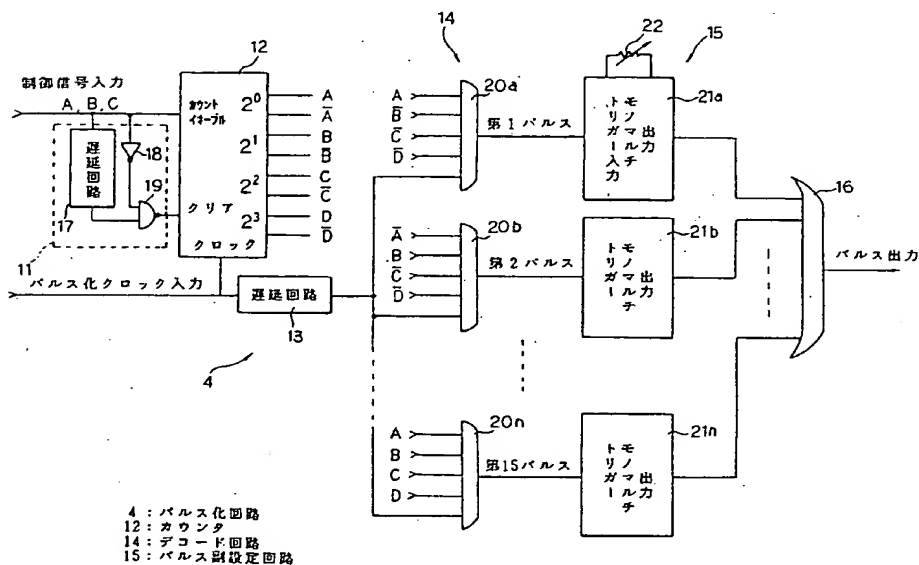 制御信号入力
A, B, C
遅延回路
17
18
19
11
12
カウント
イネーブル
クリア
クロック
2⁰
2¹
2²
2³
A
A̅
B
B̅
C
C̅
D
D̅
パルス化クロック入力
遅延回路
13
4
14
A
B̅
C̅
D̅
20a
第1パルス
22
15
モノマルチ
トリガー入力
出力
21a
A̅
B
C̅
D̅
20b
第2パルス
モノマルチ
トリガー
出力
21b
A
B
C
D
20n
第15パルス
モノマルチ
トリガー
出力
21n
16
パルス出力
4:パルス化回路
12:カウンタ
14:デコード回路
15:パルス副設定回路